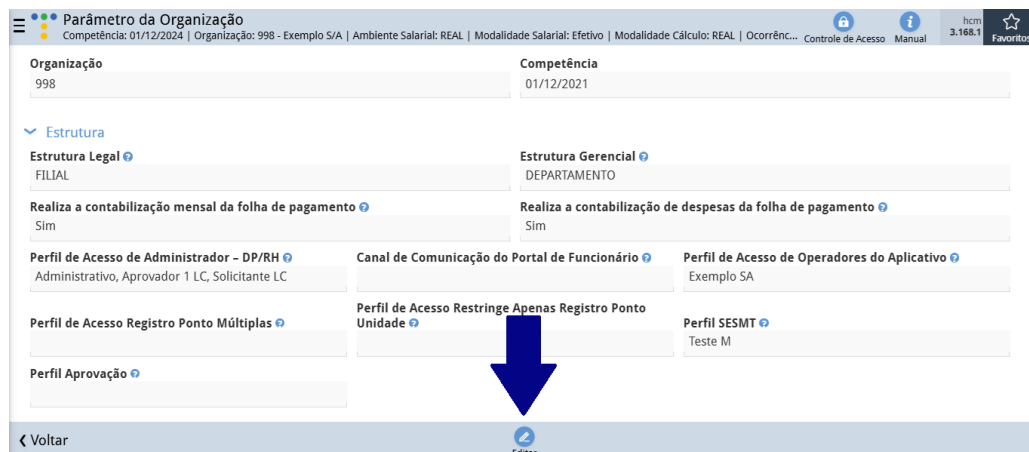 Parâmetro da Organização
Competência: 01/12/2024 | Organização: 998 - Exemplo S/A | Ambiente Salarial: REAL | Modalidade Salarial: Efetivo | Modalidade Cálculo: REAL | Ocorrênc...
Controle de Acesso
Manual
hcm
3.168.1
Favoritos
Organização
998
Competência
01/12/2021
Estrutura
Estrutura Legal
FILIAL
Estrutura Gerencial
DEPARTAMENTO
Realiza a contabilização mensal da folha de pagamento
Sim
Realiza a contabilização de despesas da folha de pagamento
Sim
Perfil de Acesso de Administrador – DP/RH
Administrativo, Aprovador 1 LC, Solicitante LC
Canal de Comunicação do Portal de Funcionário
Perfil de Acesso de Operadores do Aplicativo
Exemplo SA
Perfil de Acesso Registro Ponto Múltiplas
Perfil de Acesso Restringe Apenas Registro Ponto
Unidade
Perfil SESMT
Teste M
Perfil Aprovação
Voltar
Editar